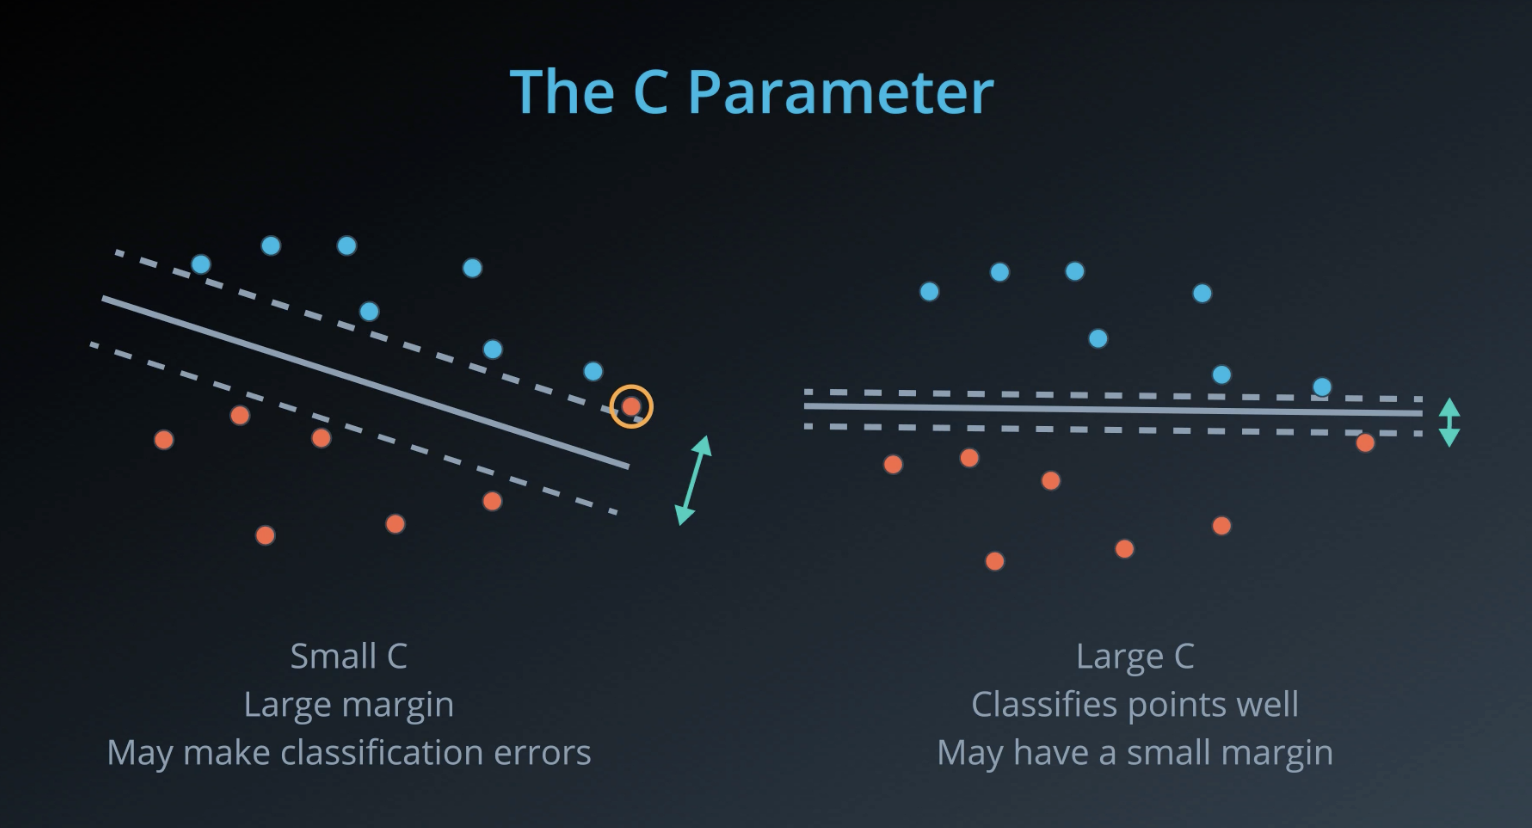 The C Parameter
Small C
Large margin
May make classification errors
Large C
Classifies points well
May have a small margin